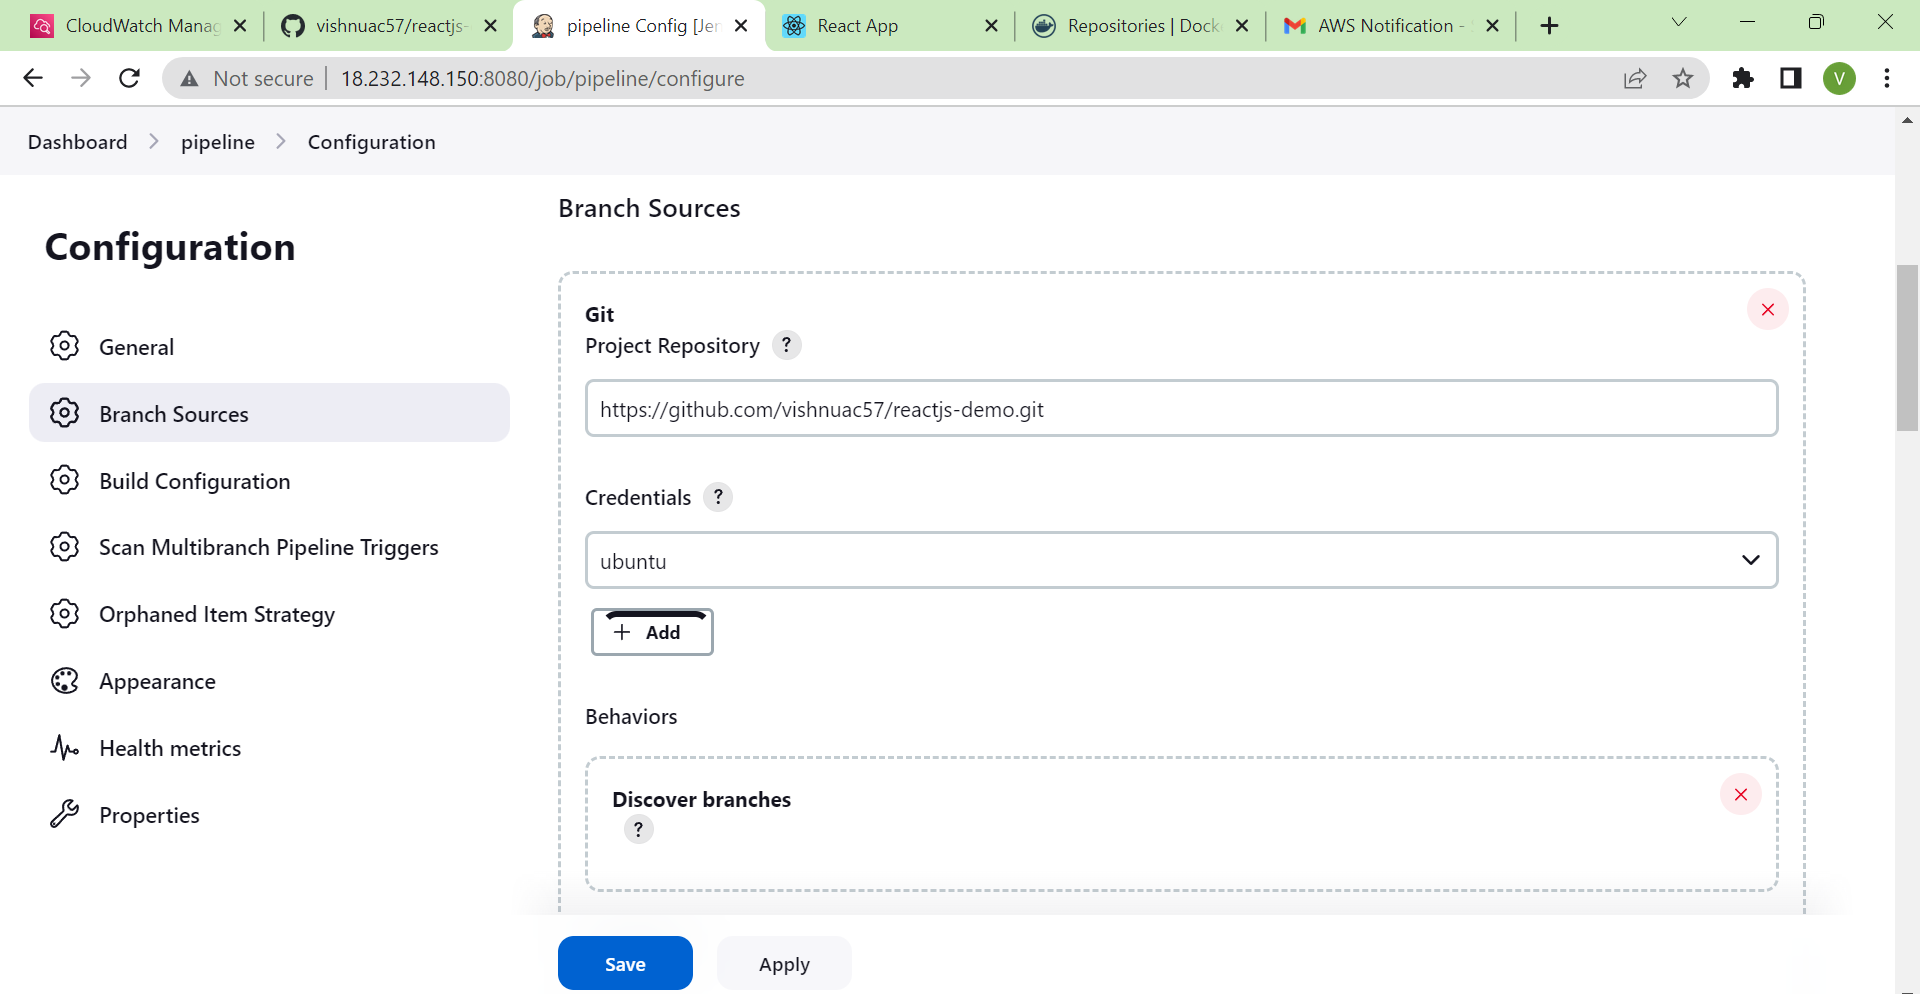 CloudWatch Manag
vishnuac57/reactjs-
pipeline Config [Jen
React App
Repositories | Docke
AWS Notification -
Not secure
18.232.148.150:8080/job/pipeline/configure
V
Dashboard
pipeline
Configuration
Configuration
General
Branch Sources
Build Configuration
Scan Multibranch Pipeline Triggers
Orphaned Item Strategy
Appearance
Health metrics
Properties
Branch Sources
Git
Project Repository ?
https://github.com/vishnuac57/reactjs-demo.git
Credentials ?
ubuntu
+ Add
Behaviors
Discover branches
?
Save
Apply